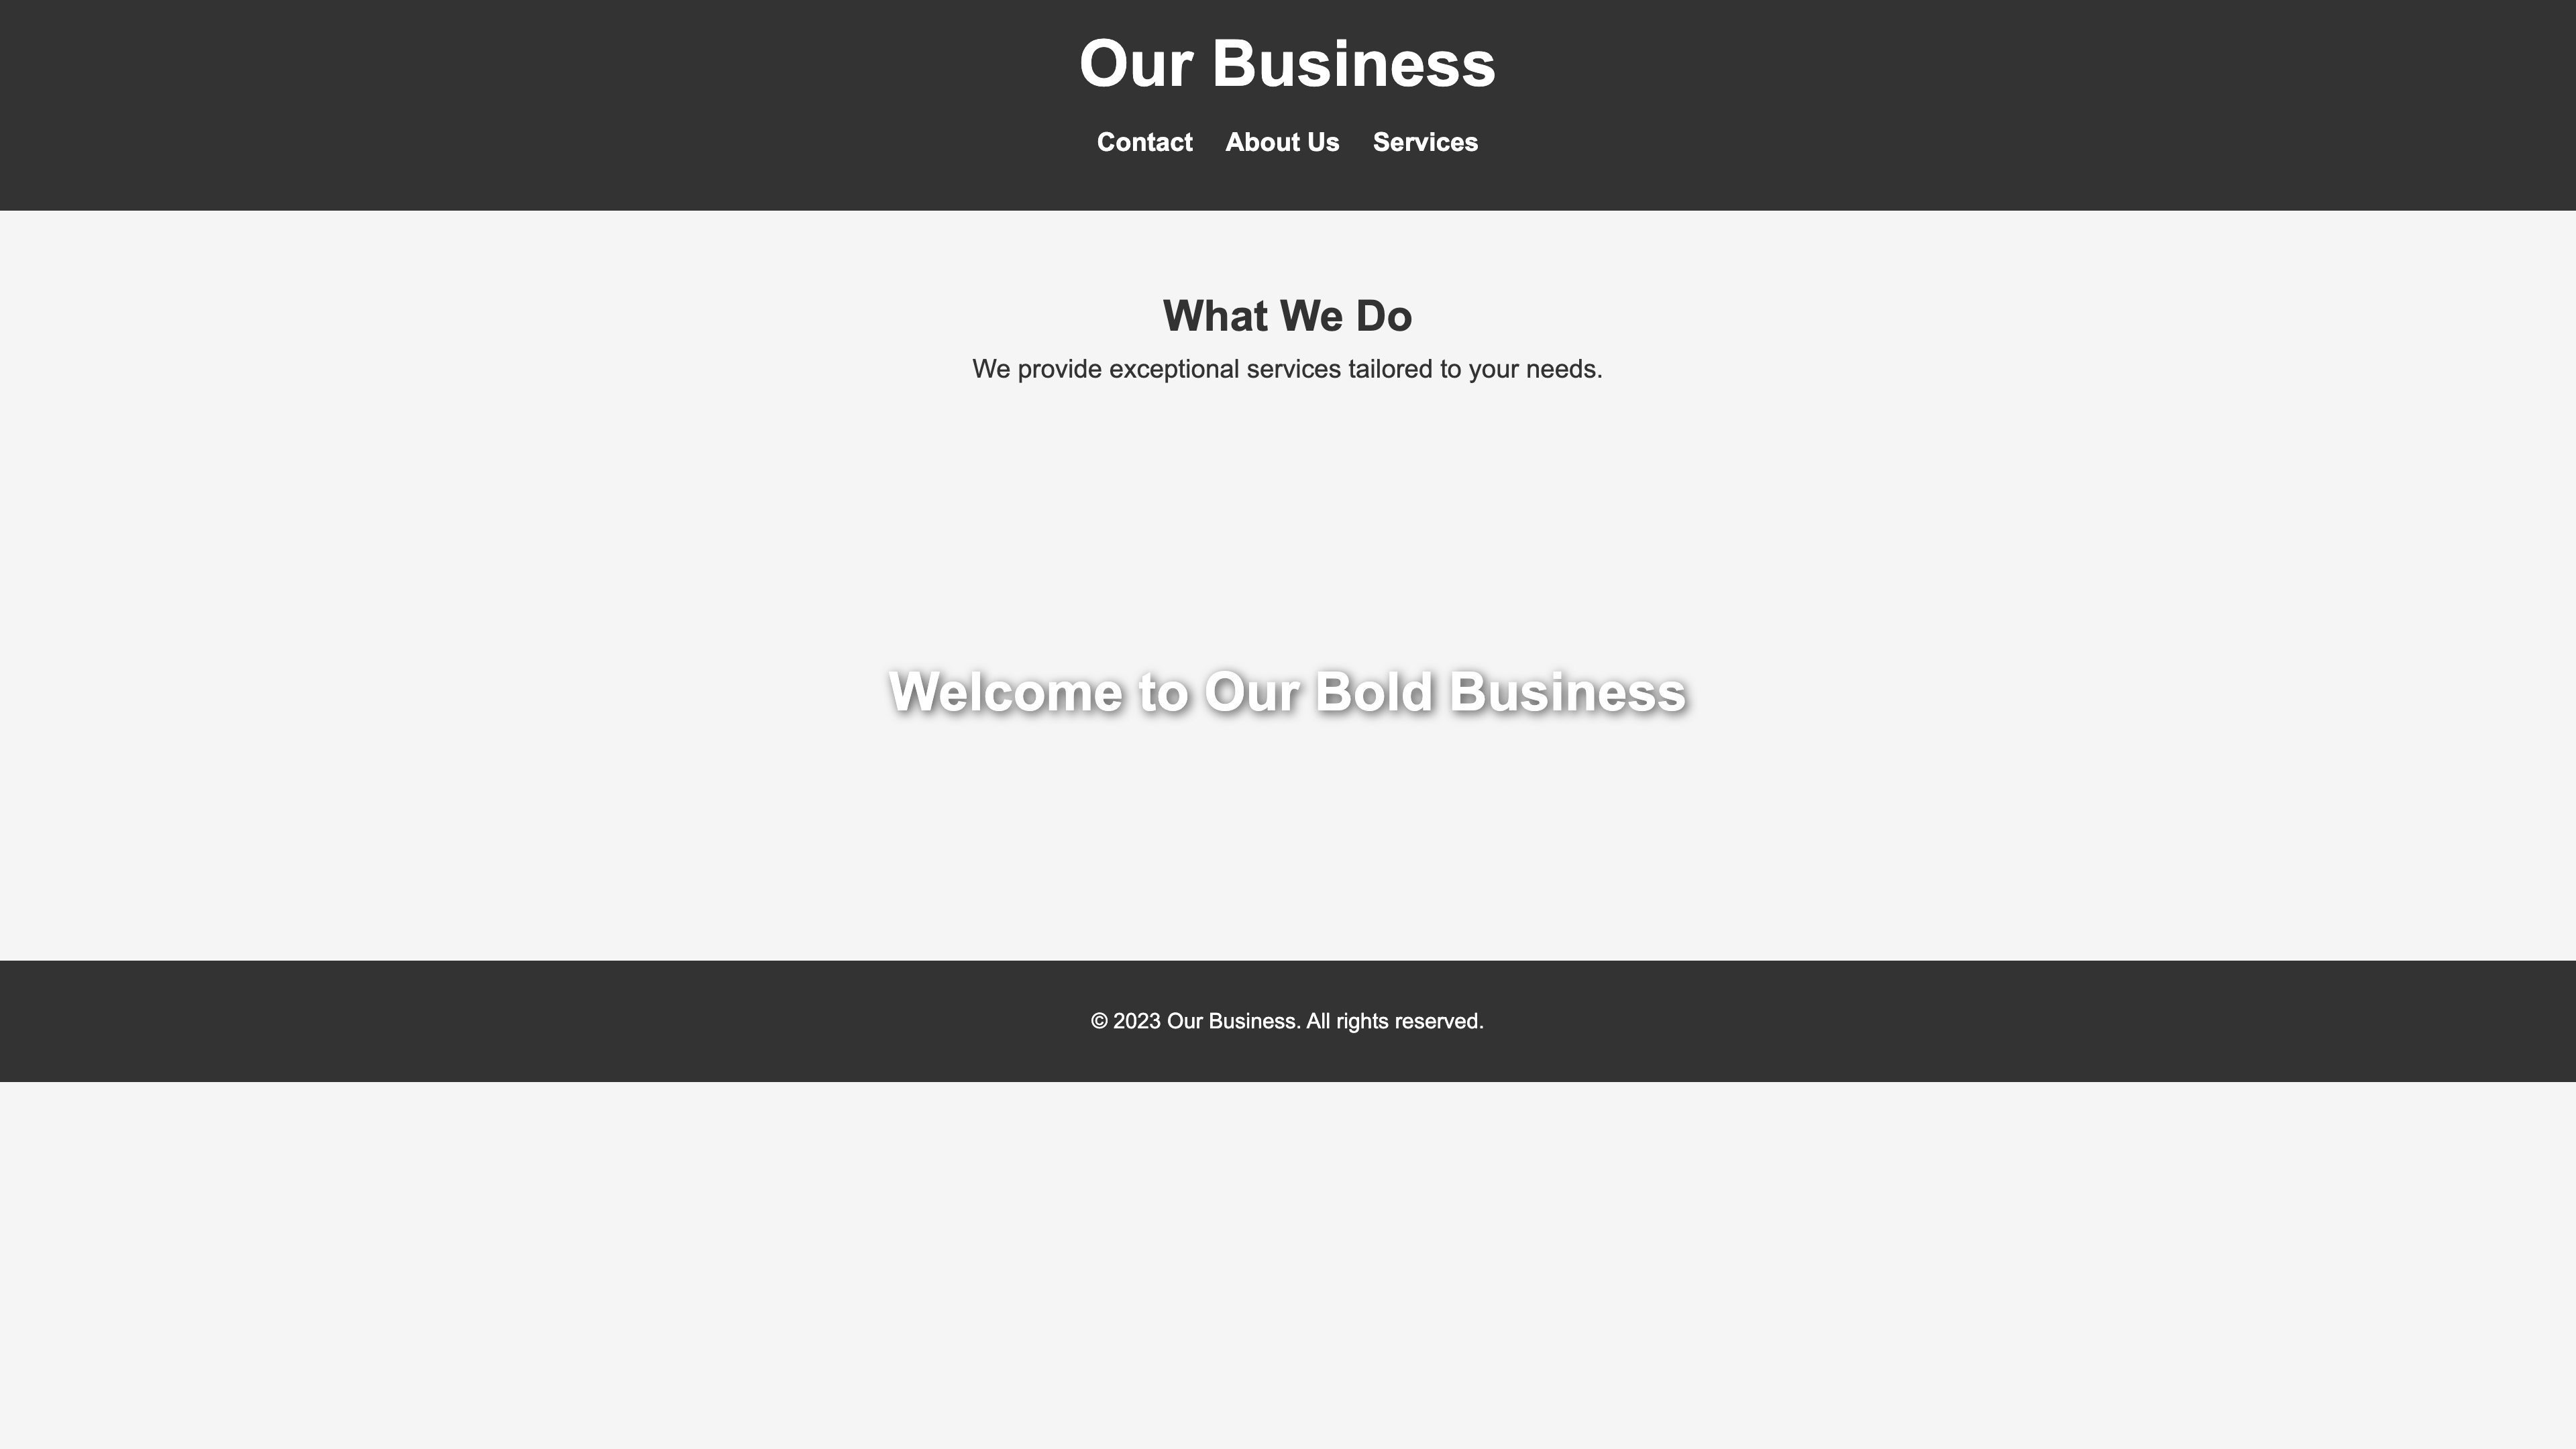 Our Business
Contact About Us Services
What We Do
We provide exceptional services tailored to your needs.
Welcome to Our Bold Business
© 2023 Our Business. All rights reserved.